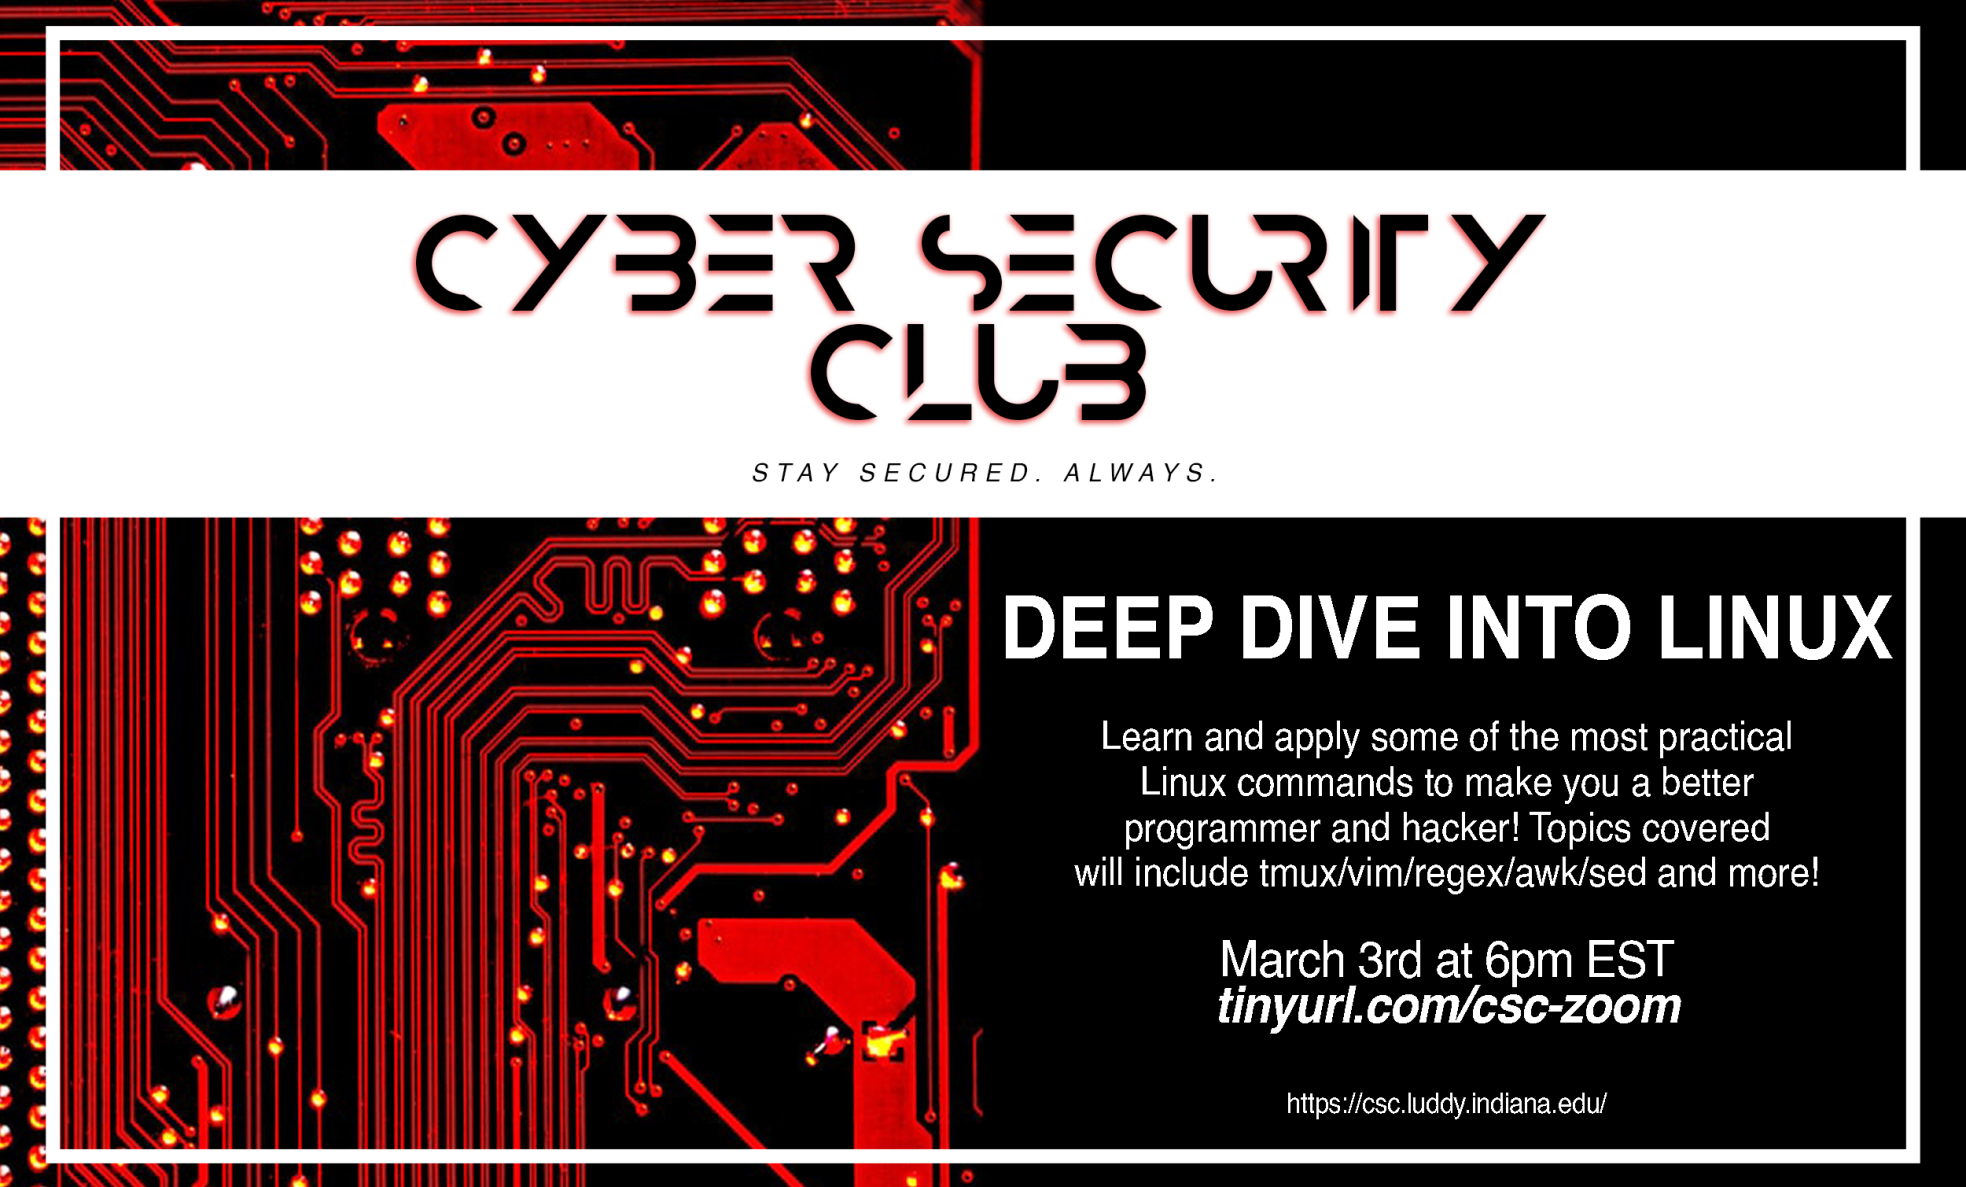 CYBER SECURITY
CLUB
STAY SECURED. ALWAYS.
DEEP DIVE INTO LINUX
Learn and apply some of the most practical
Linux commands to make you a better
programmer and hacker! Topics covered
will include tmux/vim/regex/awk/sed and more!
March 3rd at 6pm EST
tinyurl.com/csc-zoom
https://csc.luddy.indiana.edu/